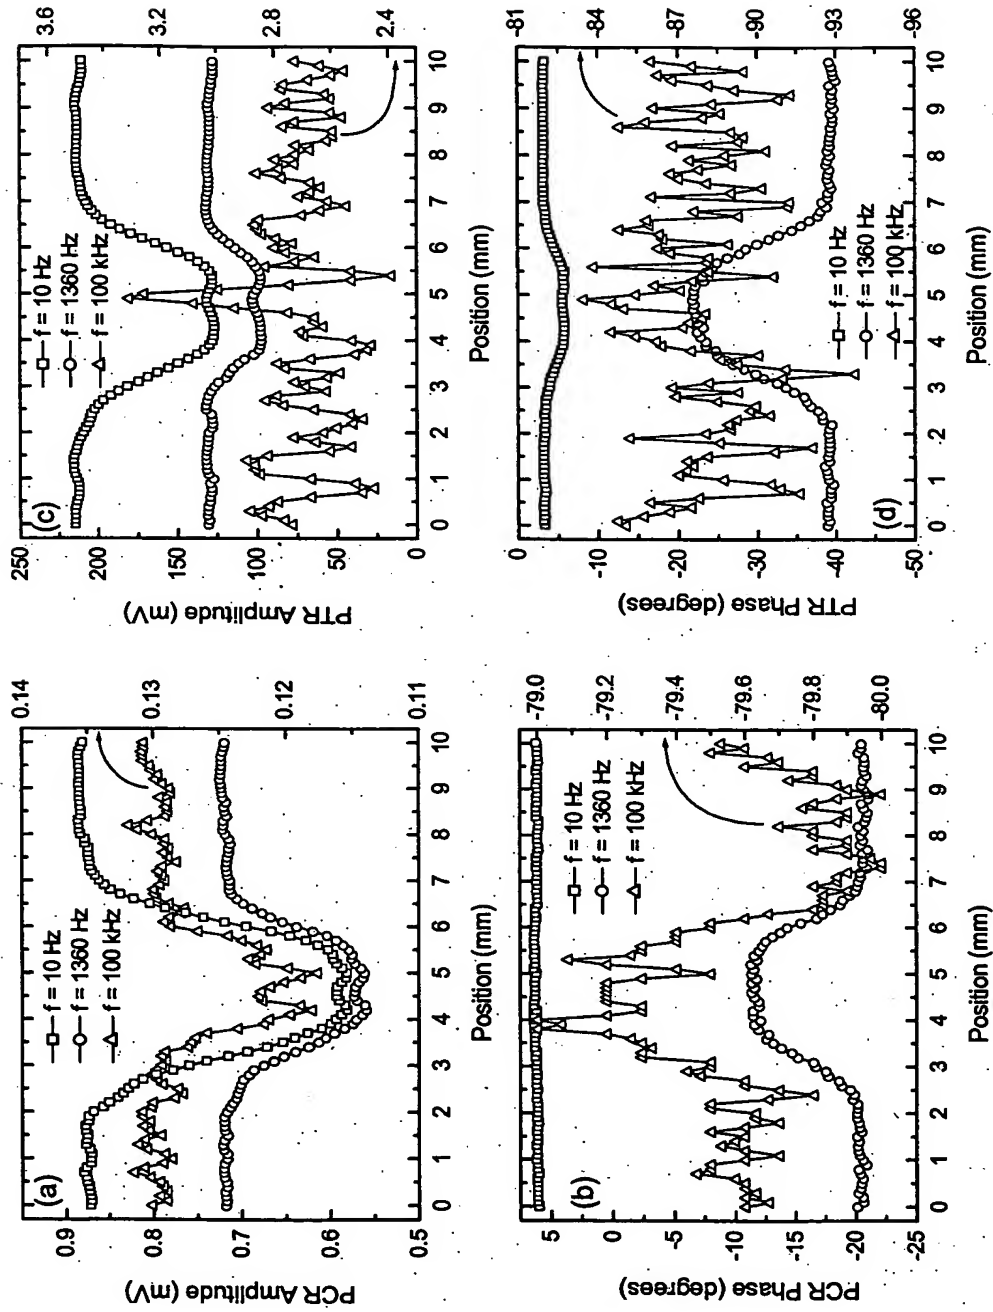 (a)
PCR Amplitude (mV)
0.9
0.8
0.7
0.6
0.5
0.14
0.13
0.12
0.11
f = 10 Hz
f = 1360 Hz
f = 100 kHz
0 1 2 3 4 5 6 7 8 9 10
Position (mm)
(c)
PTR Amplitude (mV)
250
200
150
100
50
0
3.6
3.2
2.8
2.4
f = 10 Hz
f = 1360 Hz
f = 100 kHz
0 1 2 3 4 5 6 7 8 9 10
Position (mm)
(b)
PCR Phase (degrees)
5
0
-5
-10
-15
-20
-25
-79.0
-79.2
-79.4
-79.6
-79.8
-80.0
f = 10 Hz
f = 1360 Hz
f = 100 kHz
0 1 2 3 4 5 6 7 8 9 10
Position (mm)
(d)
PTR Phase (degrees)
0
-10
-20
-30
-40
-50
-81
-84
-87
-90
-93
-96
f = 10 Hz
f = 1360 Hz
f = 100 kHz
0 1 2 3 4 5 6 7 8 9 10
Position (mm)